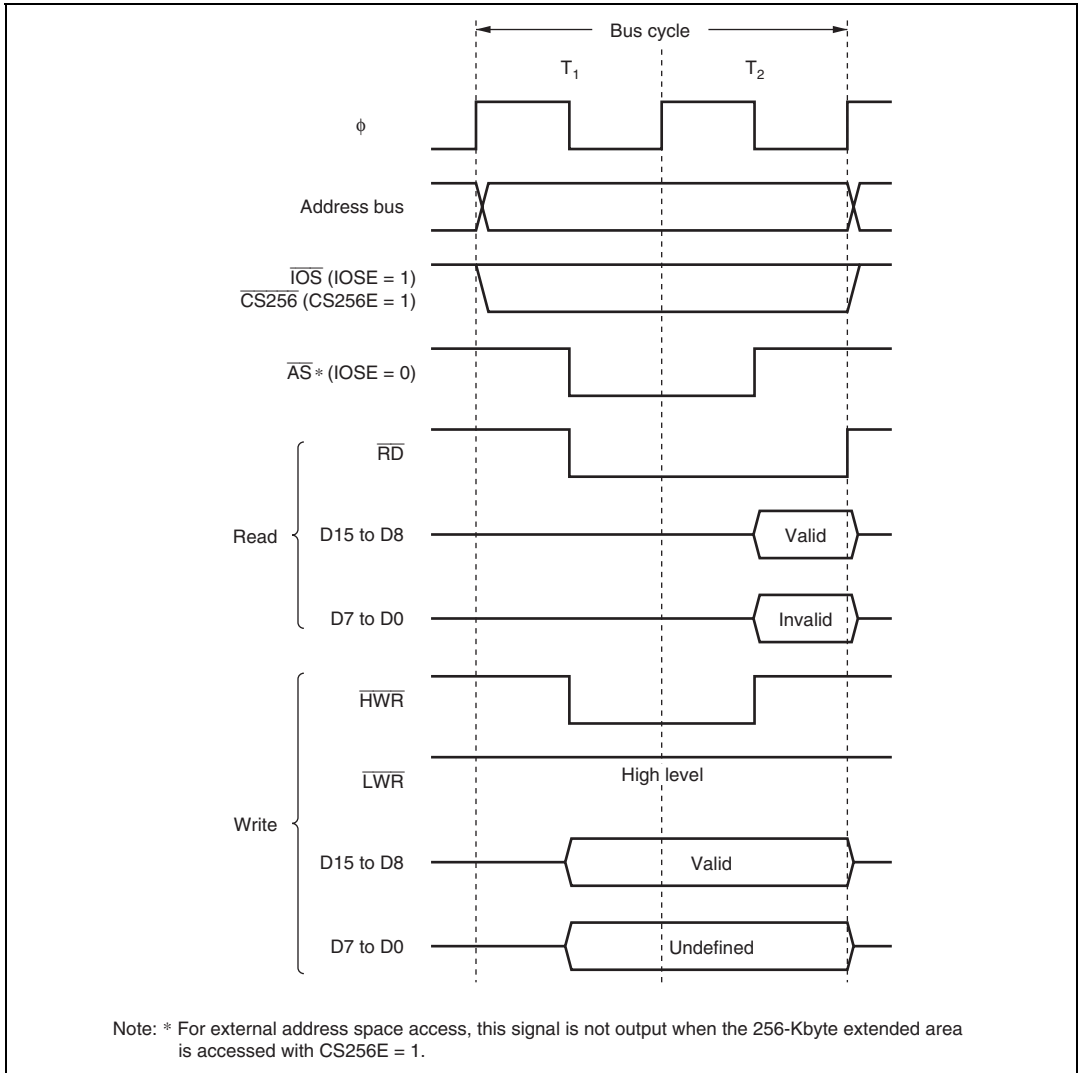 Bus cycle
T1 T2
ϕ
Address bus
IOS (IOSE = 1)
CS256 (CS256E = 1)
AS * (IOSE = 0)
RD
Read
D15 to D8
Valid
D7 to D0
Invalid
HWR
LWR
High level
Write
D15 to D8
Valid
D7 to D0
Undefined
Note: * For external address space access, this signal is not output when the 256-Kbyte extended area
is accessed with CS256E = 1.